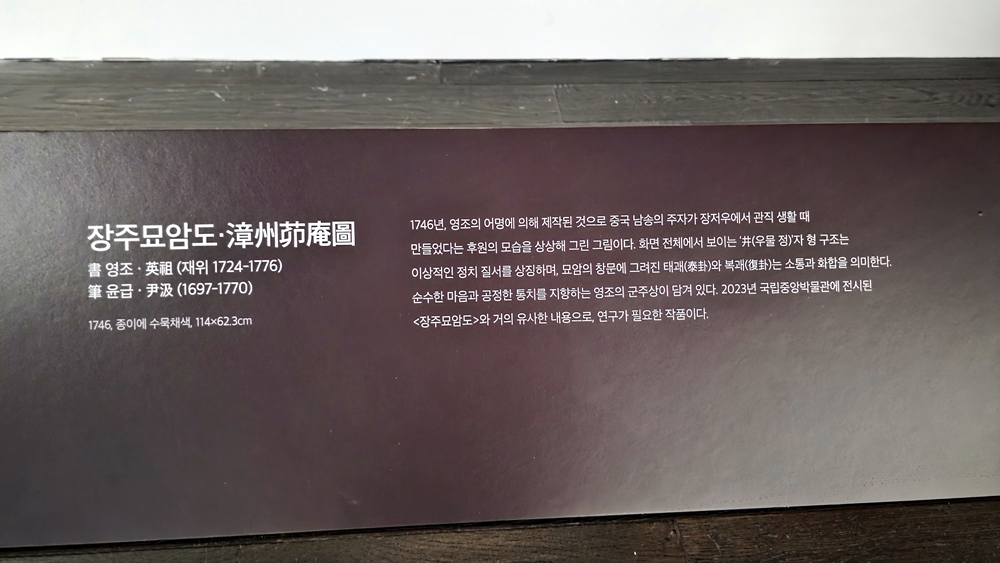 장주묘암도·漳州茆庵圖
書 영조 · 英祖 (재위 1724-1776)
筆 윤급 · 尹汲 (1697-1770)
1746, 종이에 수묵채색, 114×62.3cm
1746년, 영조의 어명에 의해 제작된 것으로 중국 남송의 주자가 장저우에서 관직 생활 때
만들었다는 후원의 모습을 상상해 그린 그림이다. 화면 전체에서 보이는 '井(우물 정)'자 형 구조는
이상적인 정치 질서를 상징하며, 묘암의 창문에 그려진 태괘(泰卦)와 복괘(復卦)는 소통과 화합을 의미한다.
순수한 마음과 공정한 통치를 지향하는 영조의 군주상이 담겨 있다. 2023년 국립중앙박물관에 전시된
<장주묘암도>와 거의 유사한 내용으로, 연구가 필요한 작품이다.